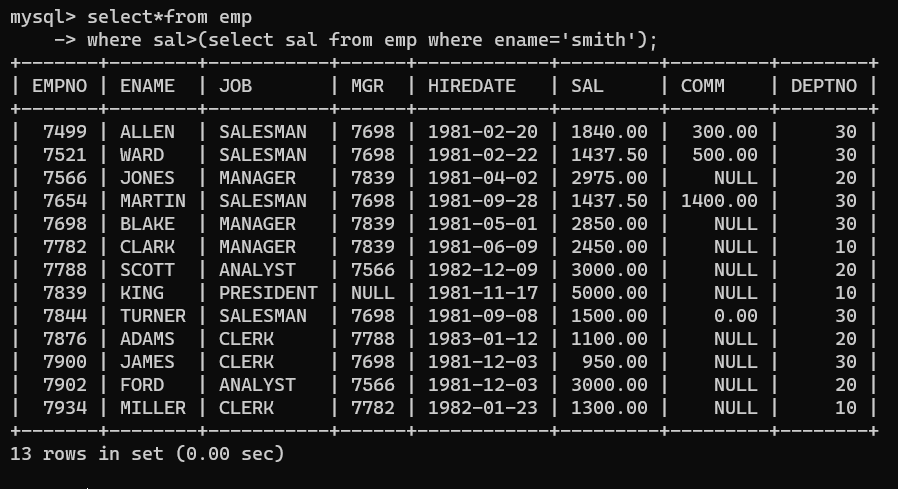 mysql> select*from emp
    -> where sal>(select sal from emp where ename='smith');
+-------+--------+-----------+------+------------+---------+---------+--------+
| EMPNO | ENAME  | JOB       | MGR  | HIREDATE   | SAL     | COMM    | DEPTNO |
+-------+--------+-----------+------+------------+---------+---------+--------+
|  7499 | ALLEN  | SALESMAN  | 7698 | 1981-02-20 | 1840.00 |  300.00 |     30 |
|  7521 | WARD   | SALESMAN  | 7698 | 1981-02-22 | 1437.50 |  500.00 |     30 |
|  7566 | JONES  | MANAGER   | 7839 | 1981-04-02 | 2975.00 |    NULL |     20 |
|  7654 | MARTIN | SALESMAN  | 7698 | 1981-09-28 | 1437.50 | 1400.00 |     30 |
|  7698 | BLAKE  | MANAGER   | 7839 | 1981-05-01 | 2850.00 |    NULL |     30 |
|  7782 | CLARK  | MANAGER   | 7839 | 1981-06-09 | 2450.00 |    NULL |     10 |
|  7788 | SCOTT  | ANALYST   | 7566 | 1982-12-09 | 3000.00 |    NULL |     20 |
|  7839 | KING   | PRESIDENT | NULL | 1981-11-17 | 5000.00 |    NULL |     10 |
|  7844 | TURNER | SALESMAN  | 7698 | 1981-09-08 | 1500.00 |    0.00 |     30 |
|  7876 | ADAMS  | CLERK     | 7788 | 1983-01-12 | 1100.00 |    NULL |     20 |
|  7900 | JAMES  | CLERK     | 7698 | 1981-12-03 |  950.00 |    NULL |     30 |
|  7902 | FORD   | ANALYST   | 7566 | 1981-12-03 | 3000.00 |    NULL |     20 |
|  7934 | MILLER | CLERK     | 7782 | 1982-01-23 | 1300.00 |    NULL |     10 |
+-------+--------+-----------+------+------------+---------+---------+--------+
13 rows in set (0.00 sec)